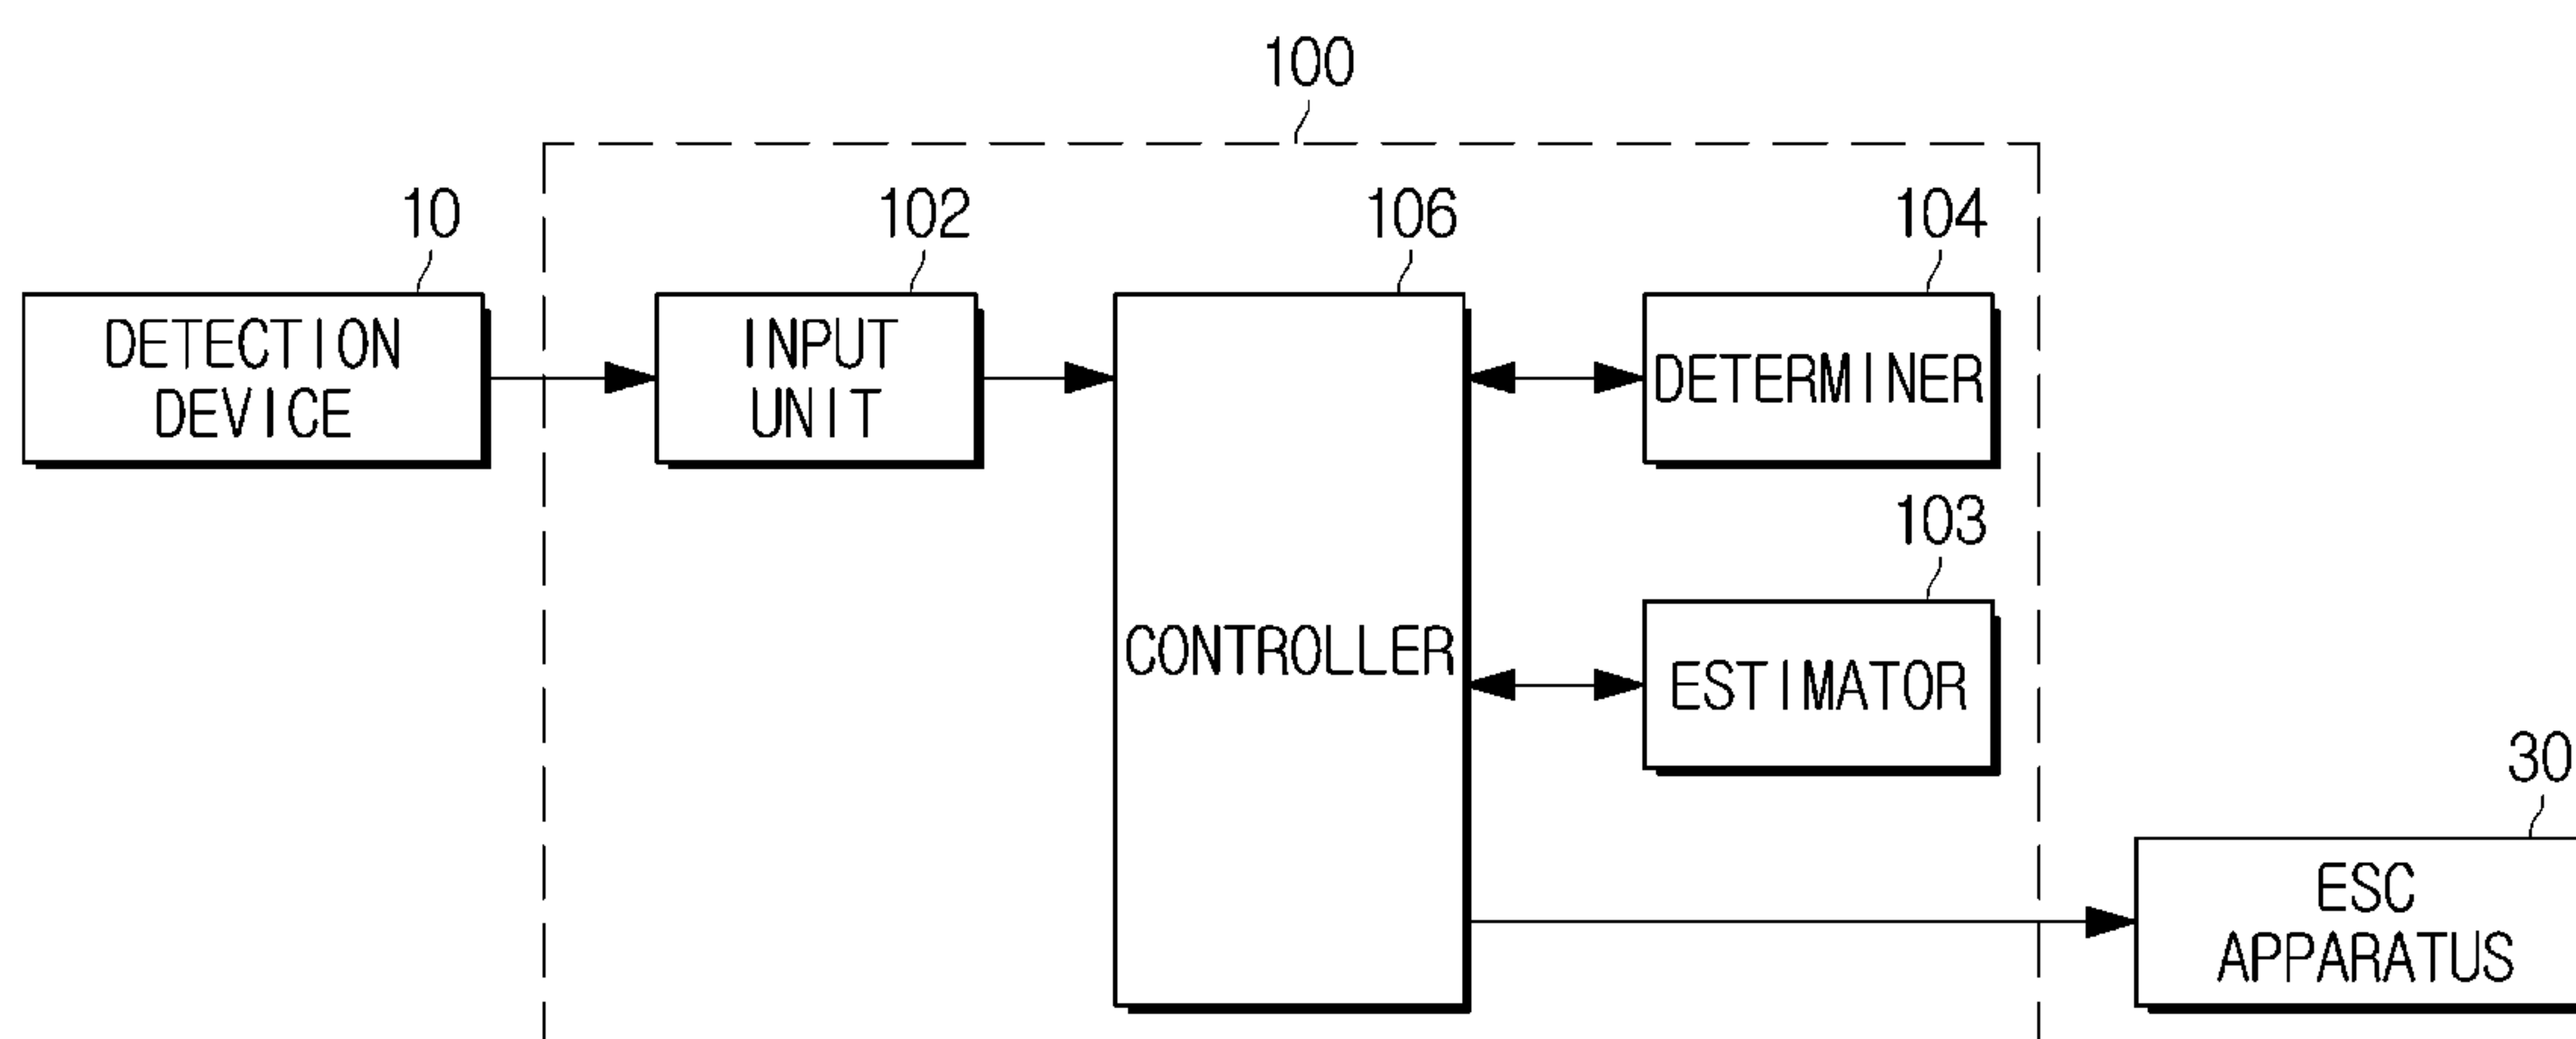 100
10
102
106
104
DETECTION
DEVICE
INPUT
UNIT
DETERMINER
103
CONTROLLER
ESTIMATOR
30
ESC
APPARATUS